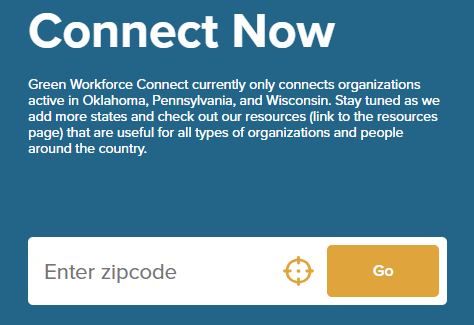 Connect Now
Green Workforce Connect currently only connects organizations
active in Oklahoma, Pennsylvania, and Wisconsin. Stay tuned as we
add more states and check out our resources (link to the resources
page) that are useful for all types of organizations and people
around the country.
Enter zipcode
Go